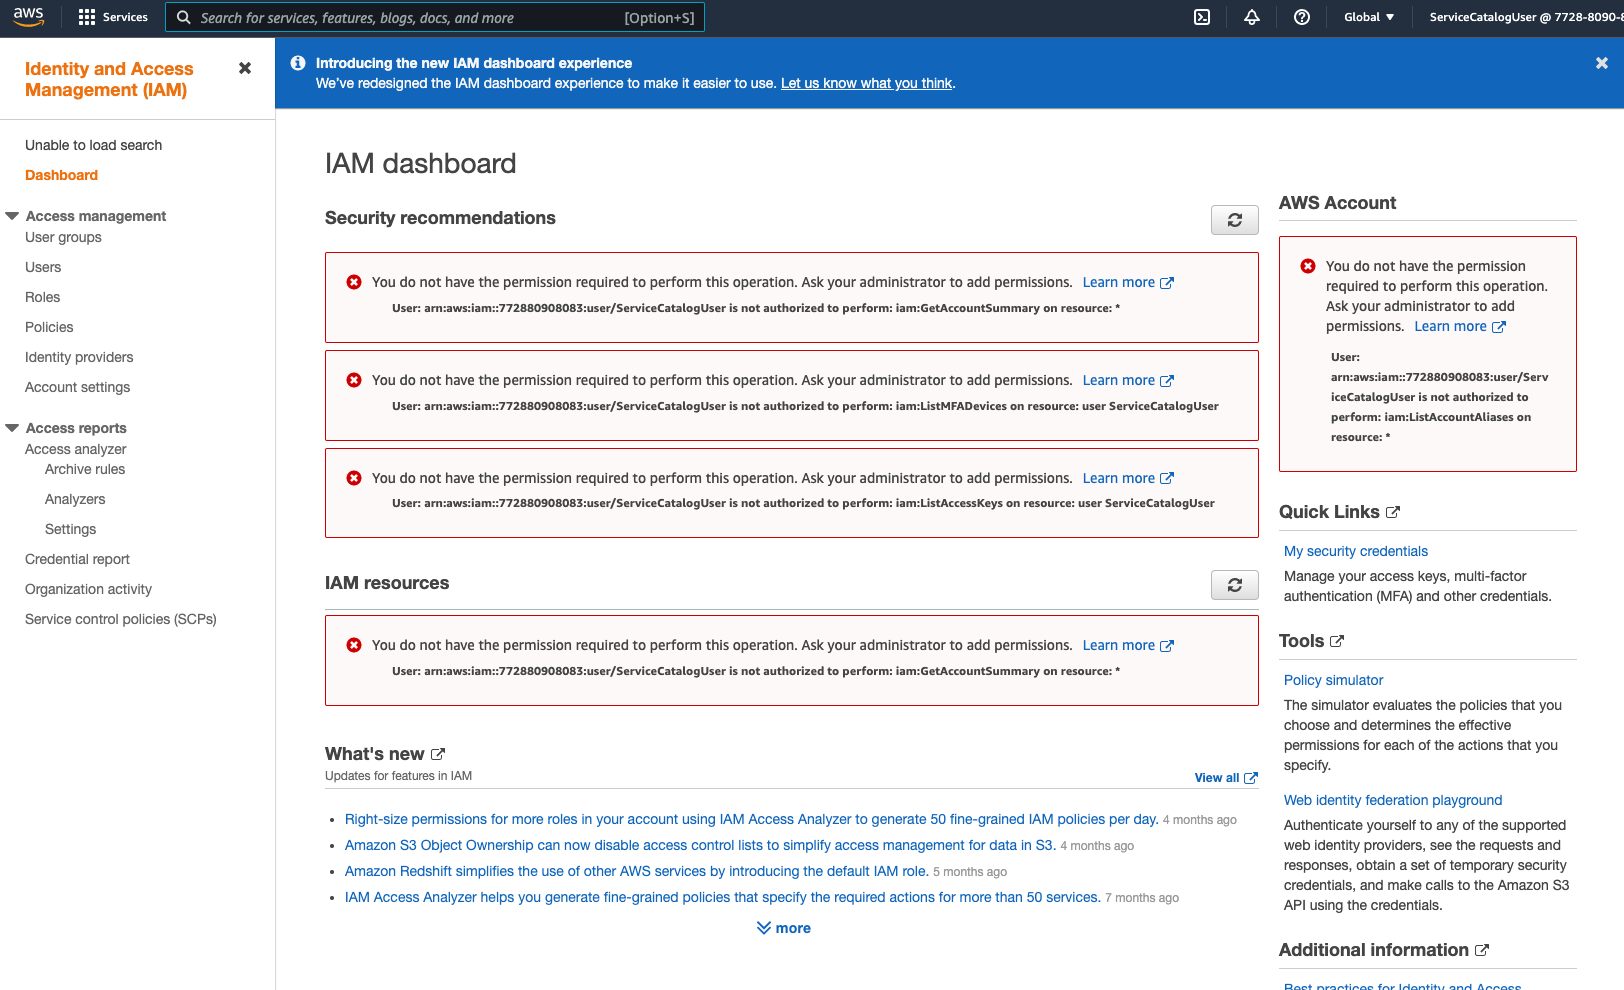 aws
Services
Search for services, features, blogs, docs, and more
[Option+S]
Global
ServiceCatalogUser @ 7728-8090-8
Identity and Access
Management (IAM)
Unable to load search
Dashboard
Access management
User groups
Users
Roles
Policies
Identity providers
Account settings
Access reports
Access analyzer
Archive rules
Analyzers
Settings
Credential report
Organization activity
Service control policies (SCPs)
Introducing the new IAM dashboard experience
We've redesigned the IAM dashboard experience to make it easier to use. Let us know what you think.
IAM dashboard
Security recommendations
You do not have the permission required to perform this operation. Ask your administrator to add permissions. Learn more
User: arn:aws:iam::772880908083:user/ServiceCatalogUser is not authorized to perform: iam:GetAccountSummary on resource: *
You do not have the permission required to perform this operation. Ask your administrator to add permissions. Learn more
User: arn:aws:iam::772880908083:user/ServiceCatalogUser is not authorized to perform: iam:ListMFADevices on resource: user ServiceCatalogUser
You do not have the permission required to perform this operation. Ask your administrator to add permissions. Learn more
User: arn:aws:iam::772880908083:user/ServiceCatalogUser is not authorized to perform: iam:ListAccessKeys on resource: user ServiceCatalogUser
IAM resources
You do not have the permission required to perform this operation. Ask your administrator to add permissions. Learn more
User: arn:aws:iam::772880908083:user/ServiceCatalogUser is not authorized to perform: iam:GetAccountSummary on resource: *
What's new
Updates for features in IAM
View all
Right-size permissions for more roles in your account using IAM Access Analyzer to generate 50 fine-grained IAM policies per day. 4 months ago
Amazon S3 Object Ownership can now disable access control lists to simplify access management for data in S3. 4 months ago
Amazon Redshift simplifies the use of other AWS services by introducing the default IAM role. 5 months ago
IAM Access Analyzer helps you generate fine-grained policies that specify the required actions for more than 50 services. 7 months ago
more
AWS Account
You do not have the permission
required to perform this operation.
Ask your administrator to add
permissions. Learn more
User:
arn:aws:iam::772880908083:user/Serv
iceCatalogUser is not authorized to
perform: iam:ListAccountAliases on
resource: *
Quick Links
My security credentials
Manage your access keys, multi-factor
authentication (MFA) and other credentials.
Tools
Policy simulator
The simulator evaluates the policies that you
choose and determines the effective
permissions for each of the actions that you
specify.
Web identity federation playground
Authenticate yourself to any of the supported
web identity providers, see the requests and
responses, obtain a set of temporary security
credentials, and make calls to the Amazon S3
API using the credentials.
Additional information
Best practices for Identity and Access